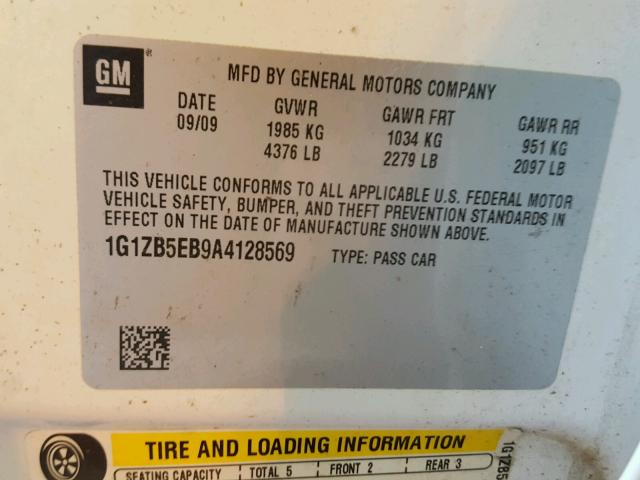 GM
MFD BY GENERAL MOTORS COMPANY
DATE GVWR GAWR FRT GAWR RR
09/09 1985 KG 1034 KG 951 KG
4376 LB 2279 LB 2097 LB
THIS VEHICLE CONFORMS TO ALL APPLICABLE U.S. FEDERAL MOTOR
VEHICLE SAFETY, BUMPER, AND THEFT PREVENTION STANDARDS IN
EFFECT ON THE DATE OF MANUFACTURE SHOWN ABOVE.
1G1ZB5EB9A4128569 TYPE: PASS CAR
TIRE AND LOADING INFORMATION
SEATING CAPACITY TOTAL 5 FRONT 2 REAR 3
1G1ZB5